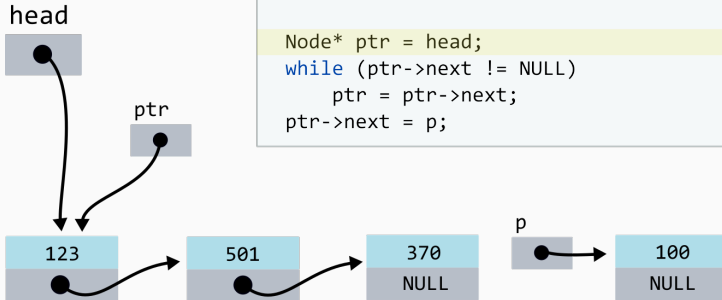 head
Node* ptr = head;
while (ptr->next != NULL)
    ptr = ptr->next;
ptr->next = p;
ptr
p
123
501
370
100
NULL
NULL